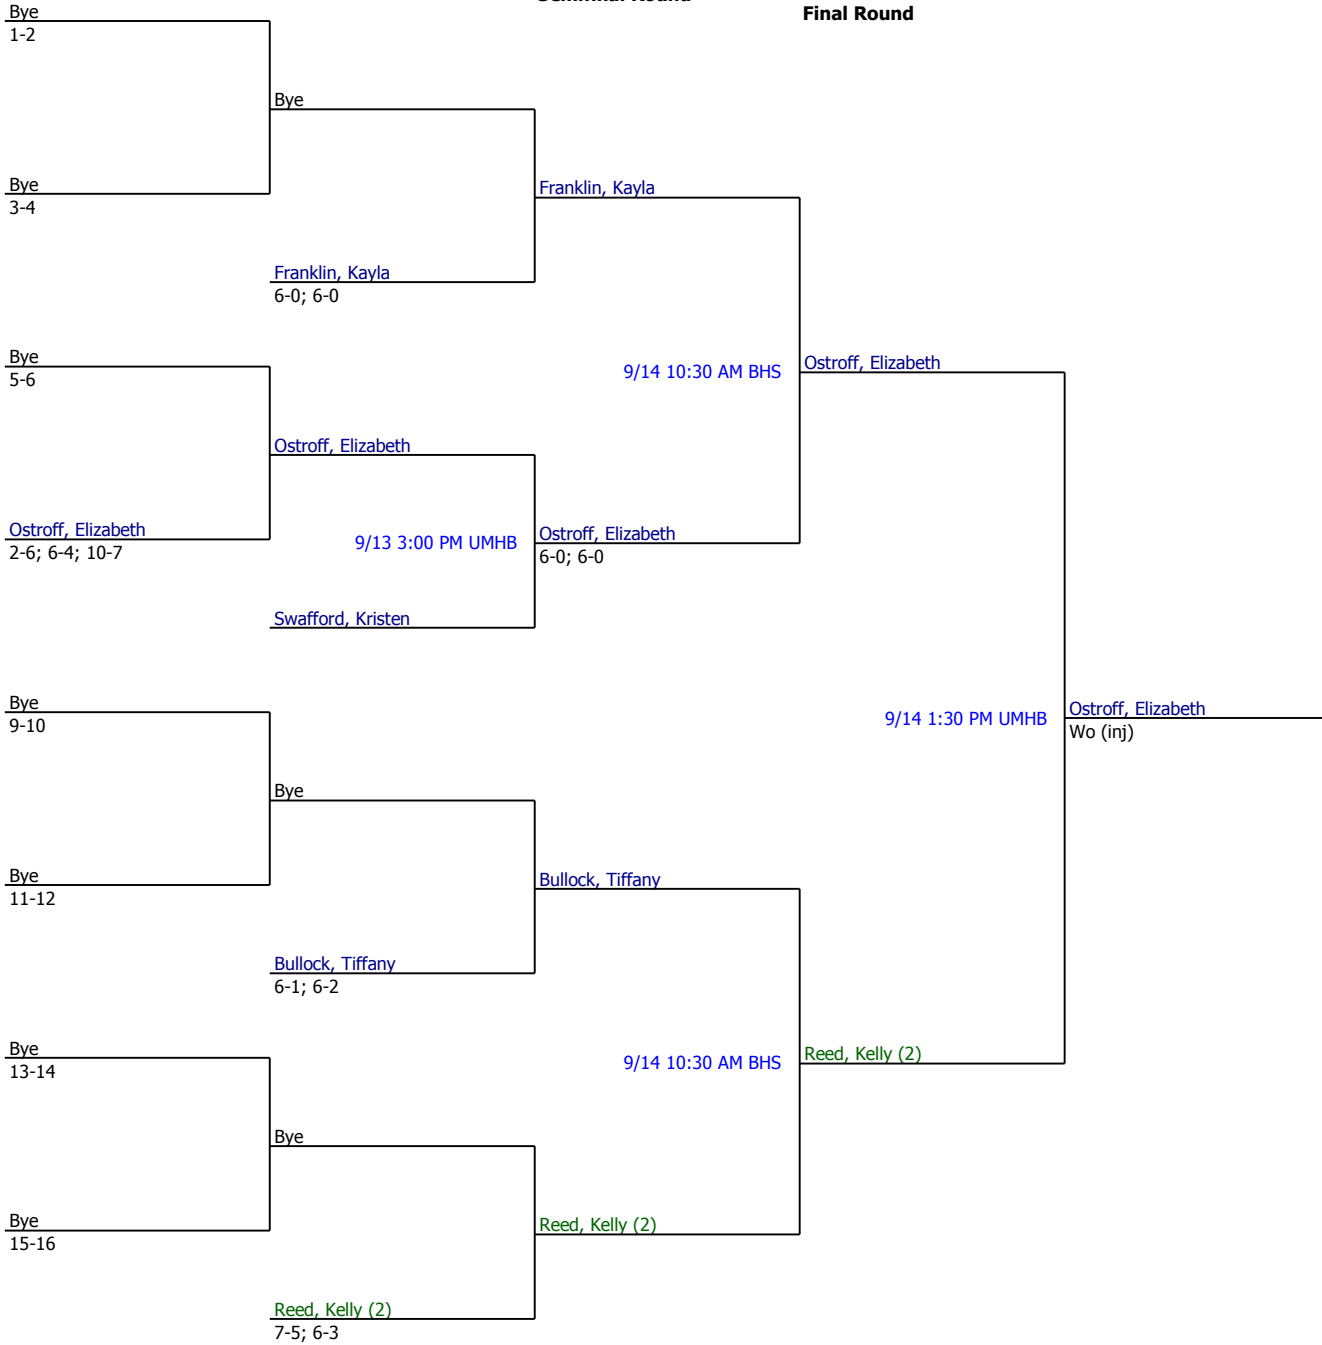 Semifinal Round
Final Round
Bye
1-2
Bye
Bye
3-4
Franklin, Kayla
Franklin, Kayla
6-0; 6-0
Bye
5-6
9/14 10:30 AM BHS
Ostroff, Elizabeth
Ostroff, Elizabeth
Ostroff, Elizabeth
2-6; 6-4; 10-7
9/13 3:00 PM UMHB
Ostroff, Elizabeth
6-0; 6-0
Swafford, Kristen
Bye
9-10
9/14 1:30 PM UMHB
Ostroff, Elizabeth
Wo (inj)
Bye
Bye
11-12
Bullock, Tiffany
Bullock, Tiffany
6-1; 6-2
Bye
13-14
9/14 10:30 AM BHS
Reed, Kelly (2)
Bye
Bye
15-16
Reed, Kelly (2)
Reed, Kelly (2)
7-5; 6-3